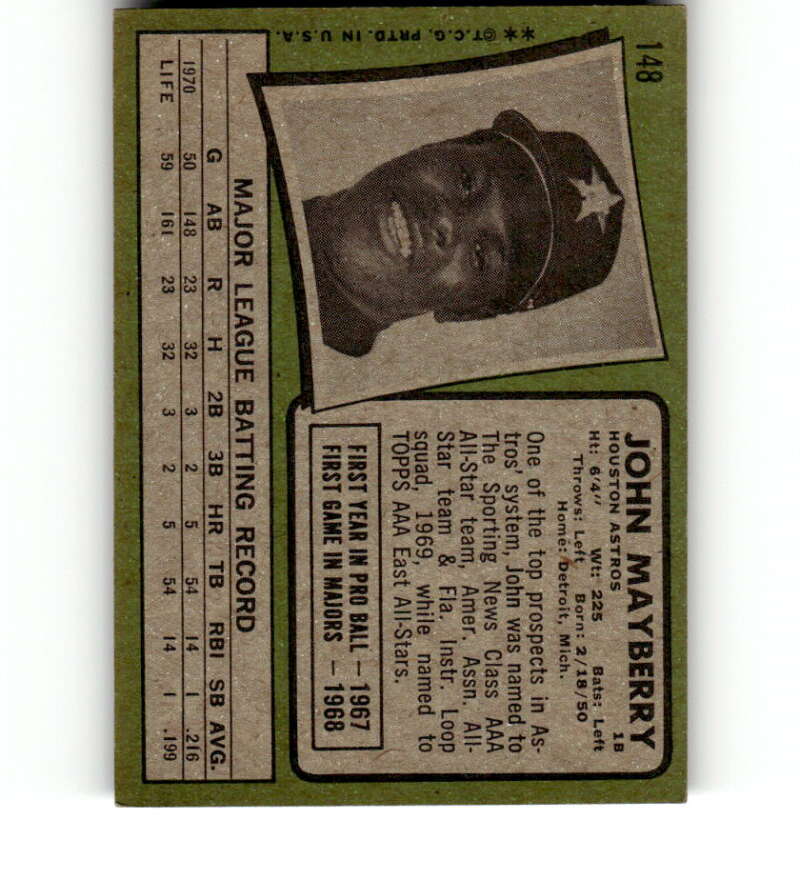 148
**©T.C.G. PRTD. IN U.S.A.
JOHN MAYBERRY
HOUSTON ASTROS 1B
Ht: 6'4" Wt: 225 Bats: Left
Throws: Left Born: 2/18/50
Home: Detroit, Mich.
One of the top prospects in As-
tros' system, John was named to
The Sporting News Class AAA
All-Star team, Amer. Assn. All-
Star team & Fla. Instr. Loop
squad, 1969, while named to
TOPPS AAA East All-Stars.
FIRST YEAR IN PRO BALL — 1967
FIRST GAME IN MAJORS — 1968
MAJOR LEAGUE BATTING RECORD
G AB R H 2B 3B HR TB RBI SB AVG.
1970 50 148 23 32 3 2 5 54 14 1 .216
LIFE 59 161 23 32 3 2 5 54 14 1 .199